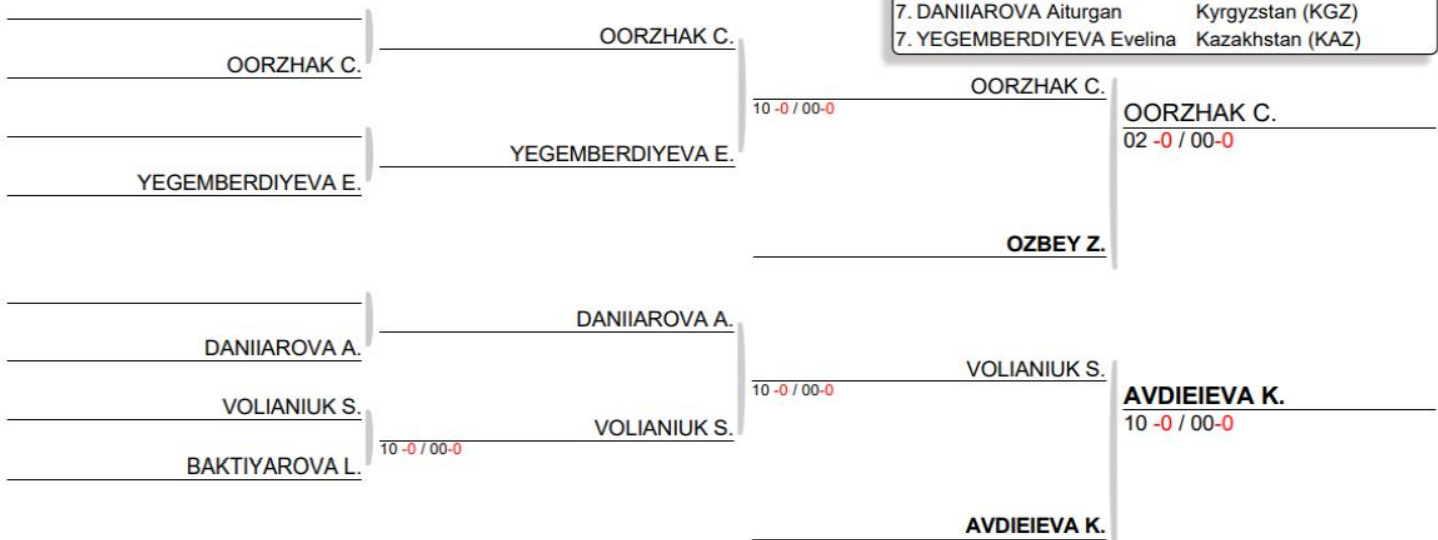 7. DANIIAROVA Aiturgan Kyrgyzstan (KGZ)
7. YEGEMBERDIYEVA Evelina Kazakhstan (KAZ)
OORZHAK C.
OORZHAK C.
OORZHAK C.
10 -0 / 00-0
OORZHAK C.
02 -0 / 00-0
YEGEMBERDIYEVA E.
YEGEMBERDIYEVA E.
OZBEY Z.
DANIIAROVA A.
DANIIAROVA A.
VOLIANIUK S.
10 -0 / 00-0
AVDIEIEVA K.
10 -0 / 00-0
VOLIANIUK S.
VOLIANIUK S.
10 -0 / 00-0
BAKTIYAROVA L.
AVDIEIEVA K.